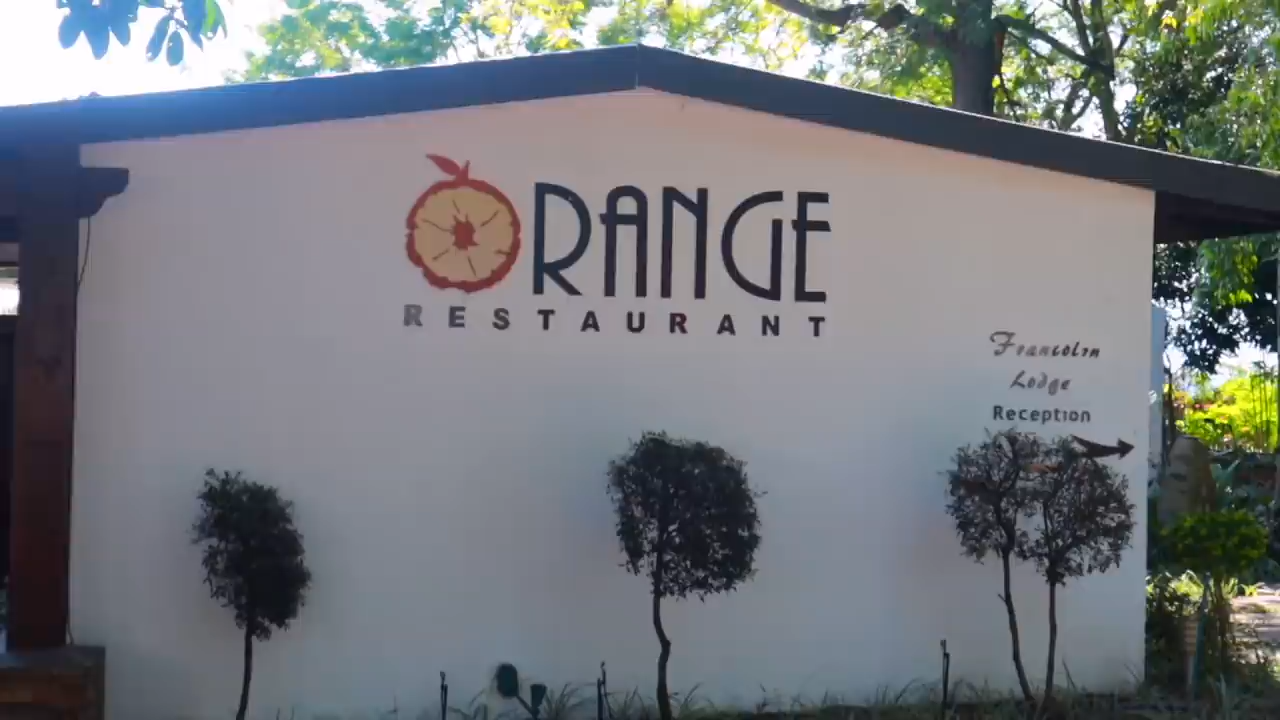 ORANGE
RESTAURANT
Francolin
Lodge
Reception